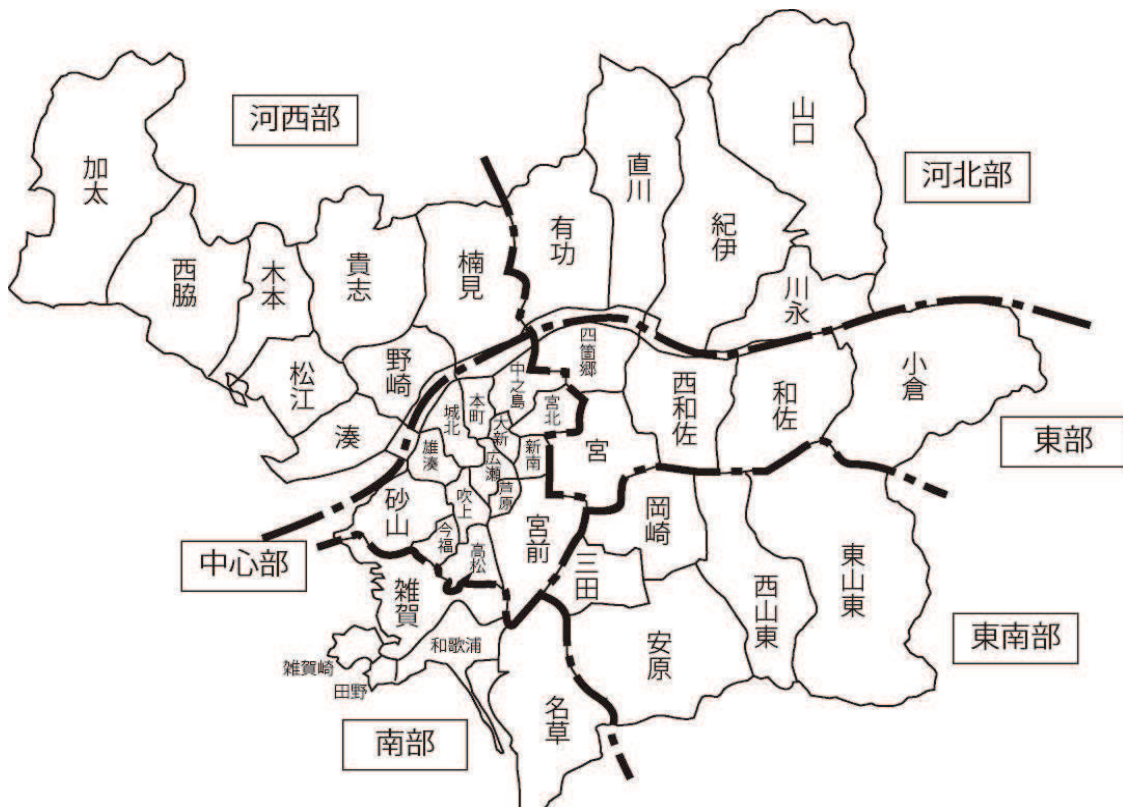 河西部
河北部
東部
中心部
東南部
南部
加太
西脇
木本
貴志
楠見
有功
直川
紀伊
山口
川永
松江
野崎
湊
四箇郷
中之島
本町
城北
宮北
大新
雄湊
広瀬
新南
宮
西和佐
和佐
小倉
砂山
吹上
芦原
今福
高松
宮前
岡崎
三田
雑賀
和歌浦
雑賀崎
田野
名草
安原
西山東
東山東